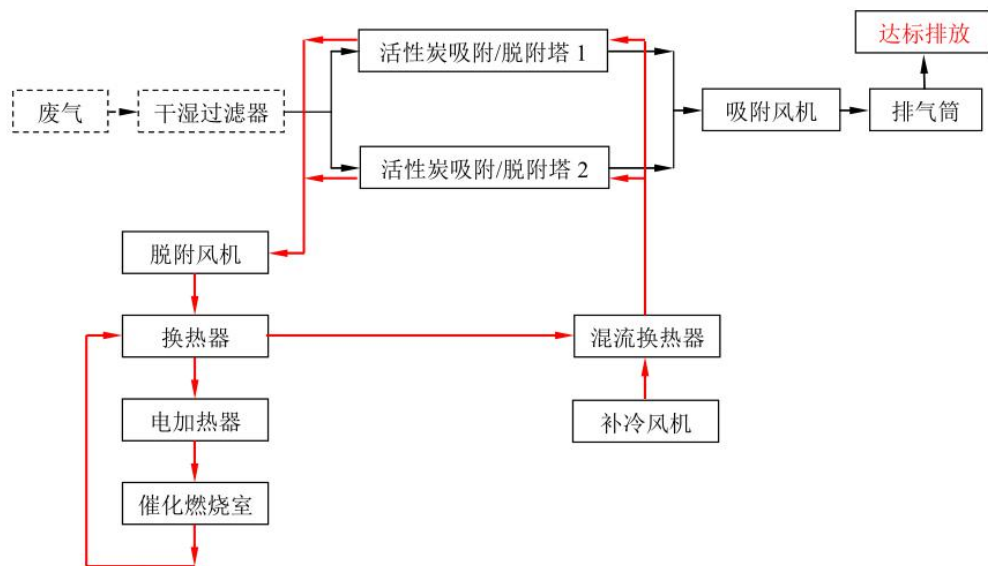 达标排放
活性炭吸附/脱附塔 1
废气
干湿过滤器
吸附风机
排气筒
活性炭吸附/脱附塔 2
脱附风机
换热器
混流换热器
电加热器
补冷风机
催化燃烧室